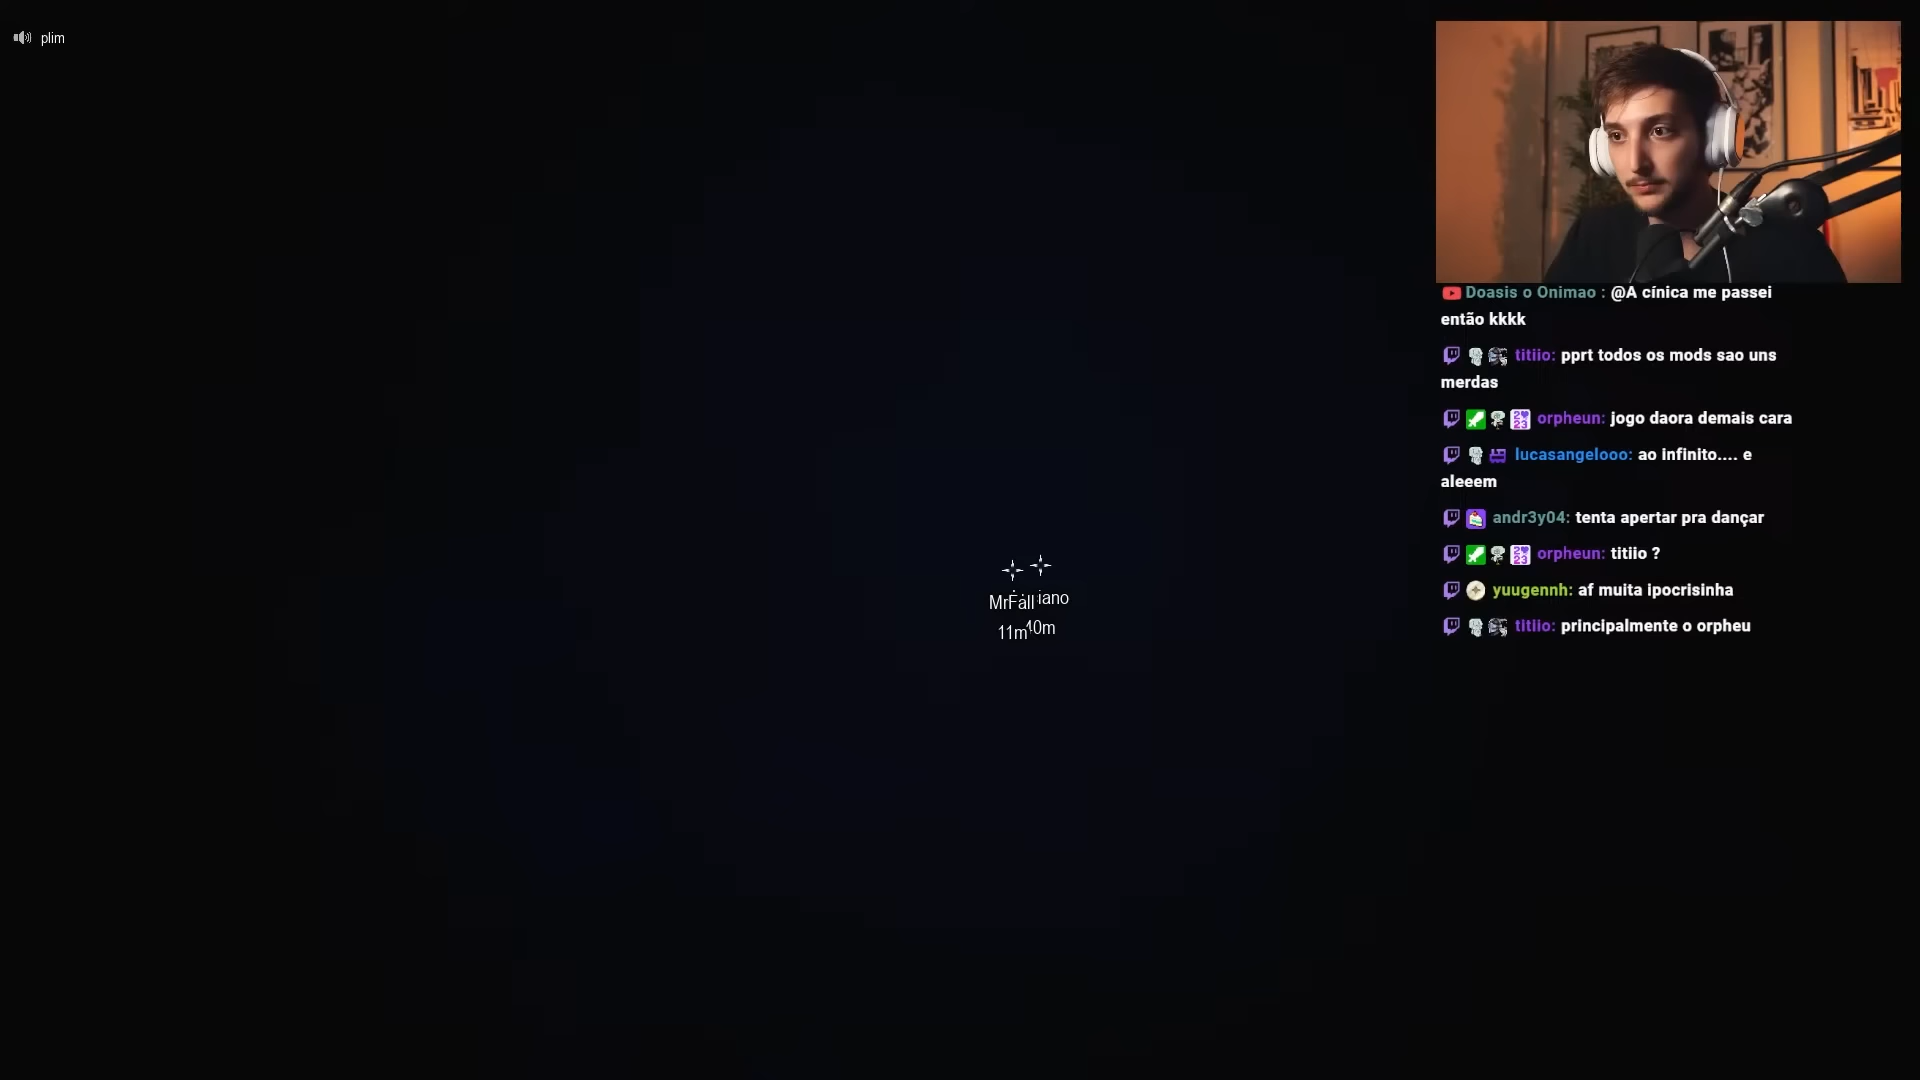 plim
Doasis o Onimao : @A cínica me passei
então kkkk
titiio: pprt todos os mods sao uns
merdas
orpheun: jogo daora demais cara
lucasangelooo: ao infinito.... e
aleeem
andr3y04: tenta apertar pra dançar
orpheun: titiio ?
yuugennh: af muita ipocrisinha
titiio: principalmente o orpheu
MrFall
11m